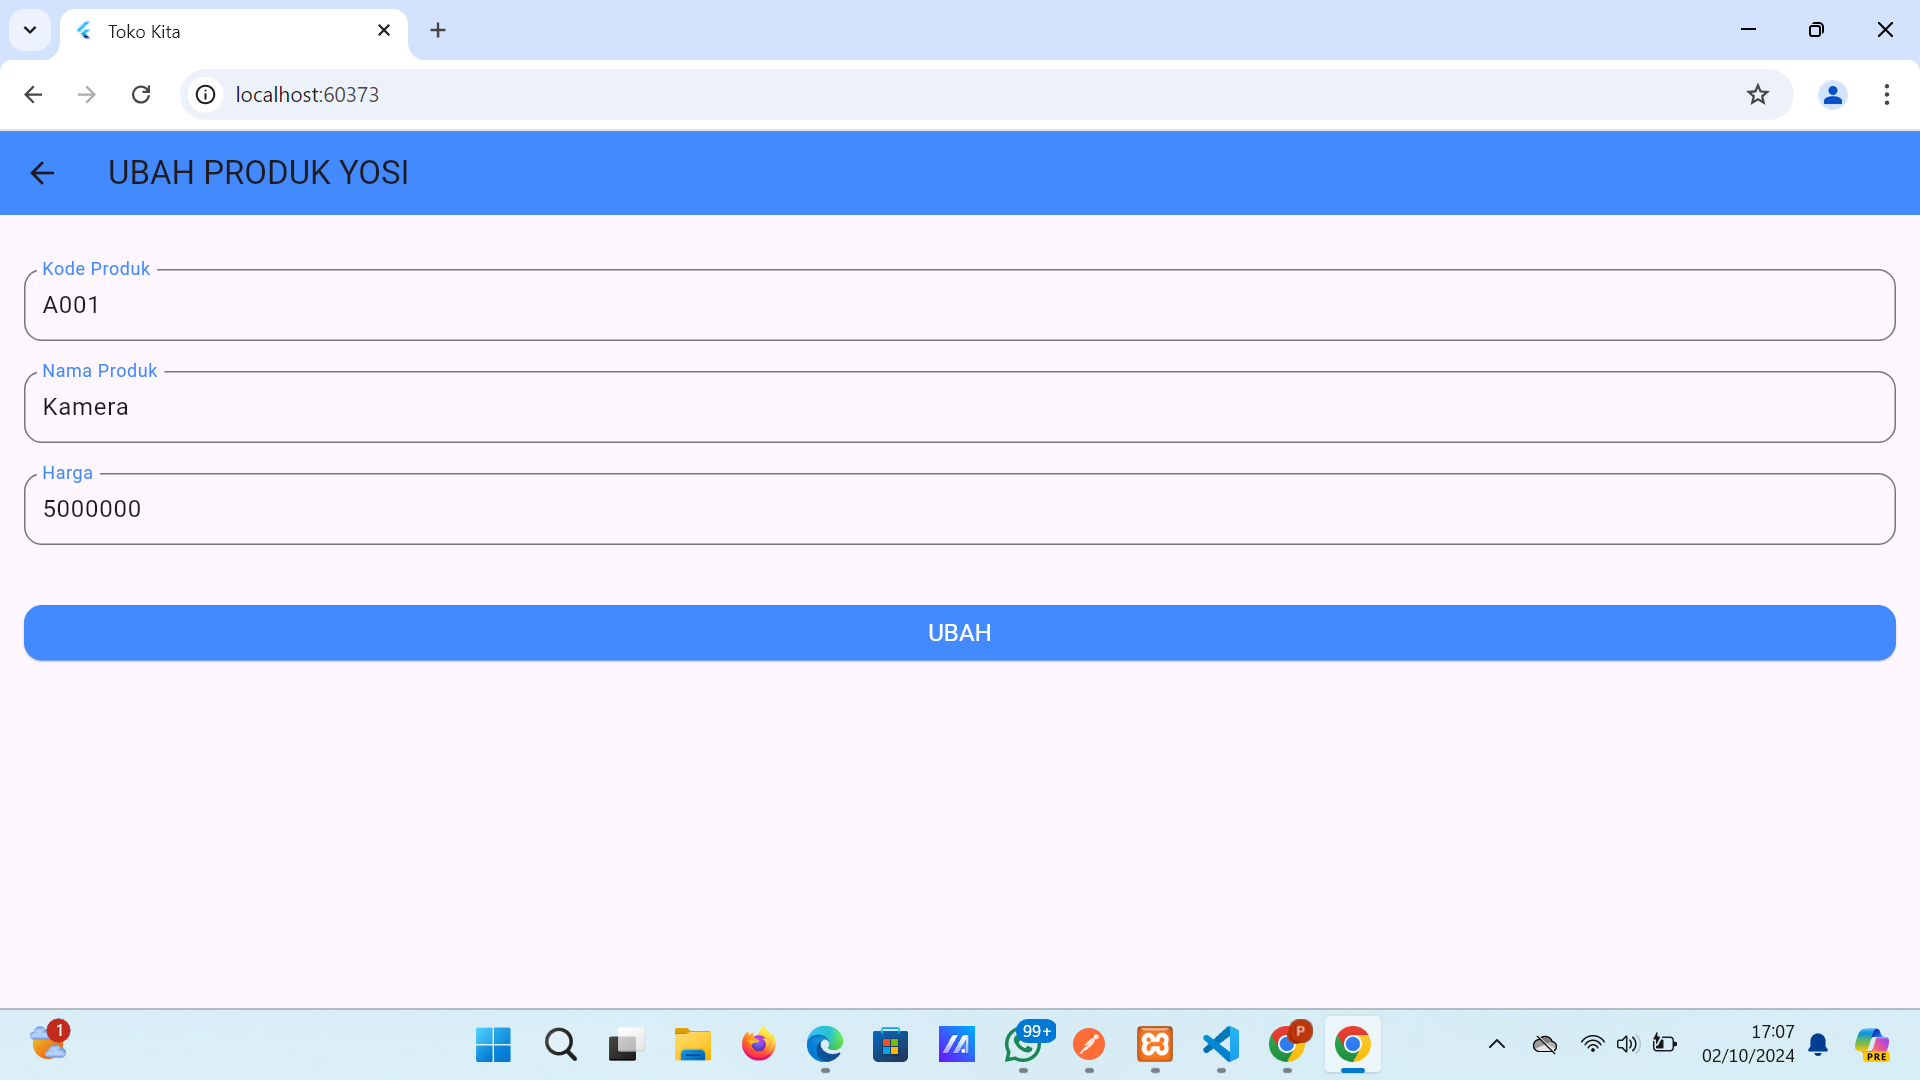 Toko Kita
localhost:60373
UBAH PRODUK YOSI
Kode Produk
A001
Nama Produk
Kamera
Harga
5000000
UBAH
1
99+
P
17:07
02/10/2024
PRE